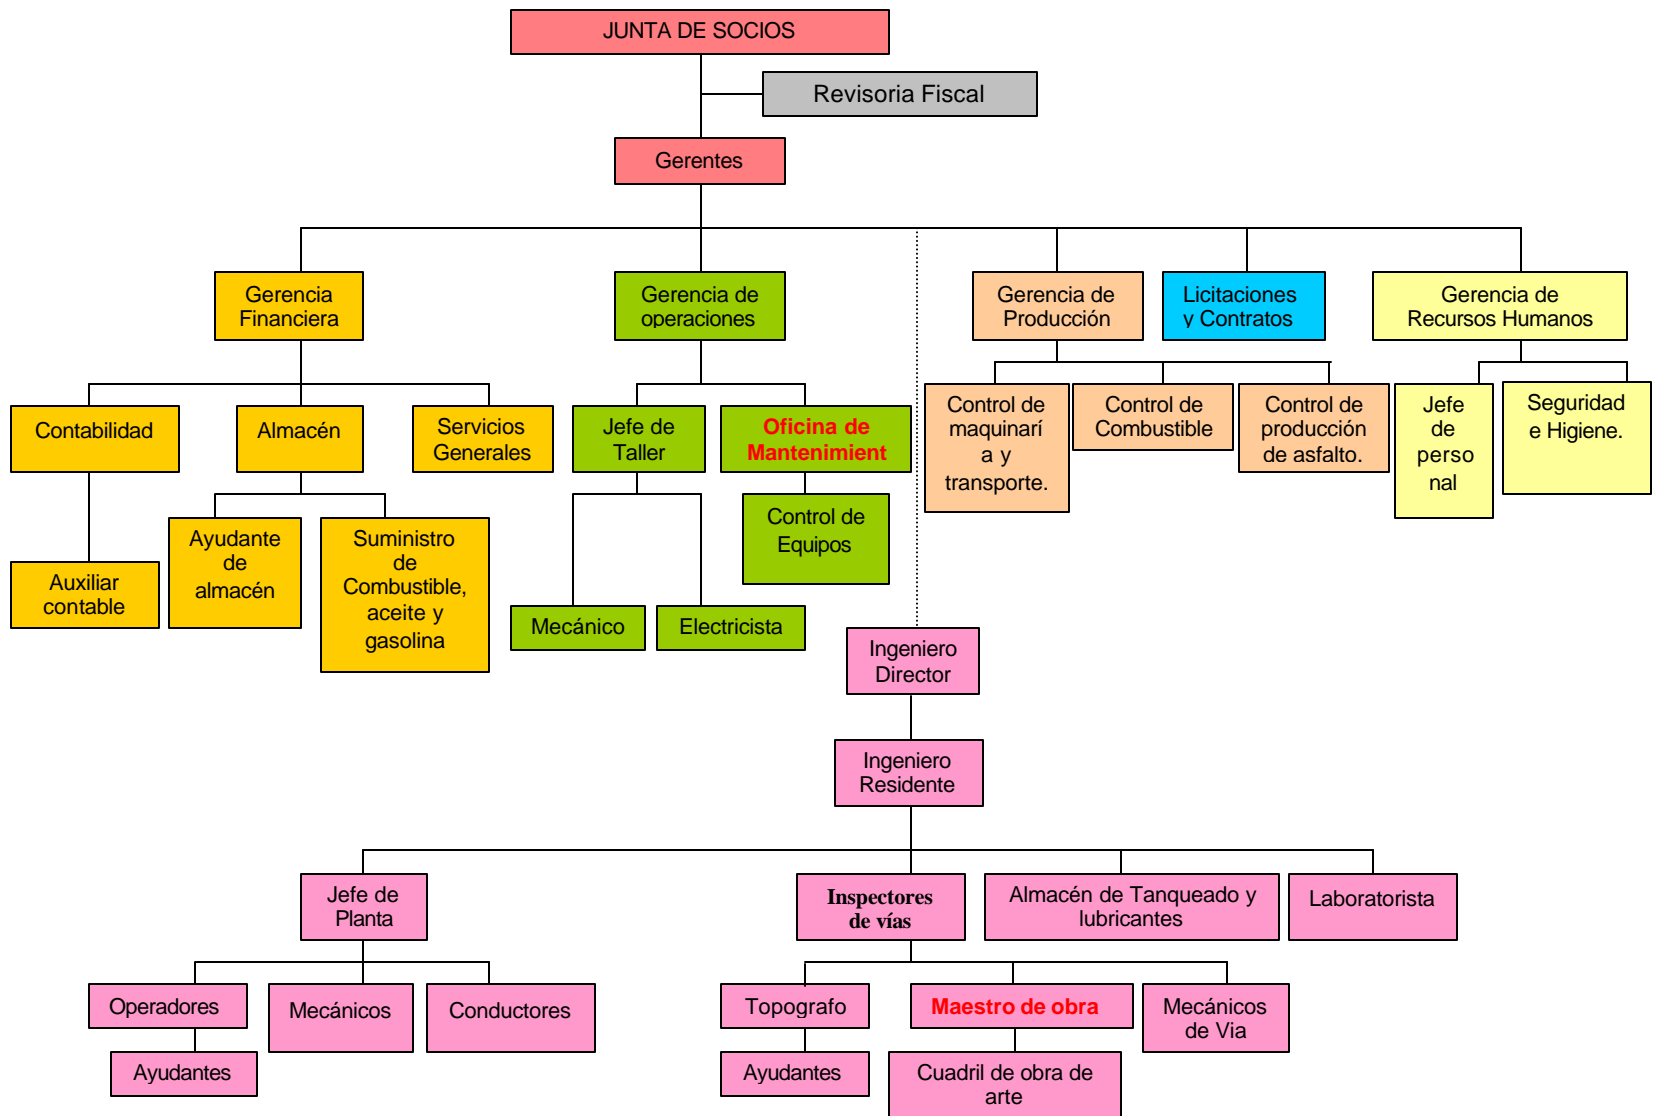 JUNTA DE SOCIOS
Revisoria Fiscal
Gerentes
Gerencia
Financiera
Gerencia de
operaciones
Gerencia de
Producción
Licitaciones
y Contratos
Gerencia de
Recursos Humanos
Contabilidad
Almacén
Servicios
Generales
Jefe de
Taller
Oficina de
Mantenimient
Control de
maquinarí
a y
transporte.
Control de
Combustible
Control de
producción
de asfalto.
Jefe
de
perso
nal
Seguridad
e Higiene.
Auxiliar
contable
Ayudante
de
almacén
Suministro
de
Combustible,
aceite y
gasolina
Mecánico
Electricista
Control de
Equipos
Ingeniero
Director
Ingeniero
Residente
Jefe de
Planta
Inspectores
de vías
Almacén de Tanqueado y
lubricantes
Laboratorista
Operadores
Mecánicos
Conductores
Topografo
Maestro de obra
Mecánicos
de Via
Ayudantes
Ayudantes
Cuadril de obra de
arte